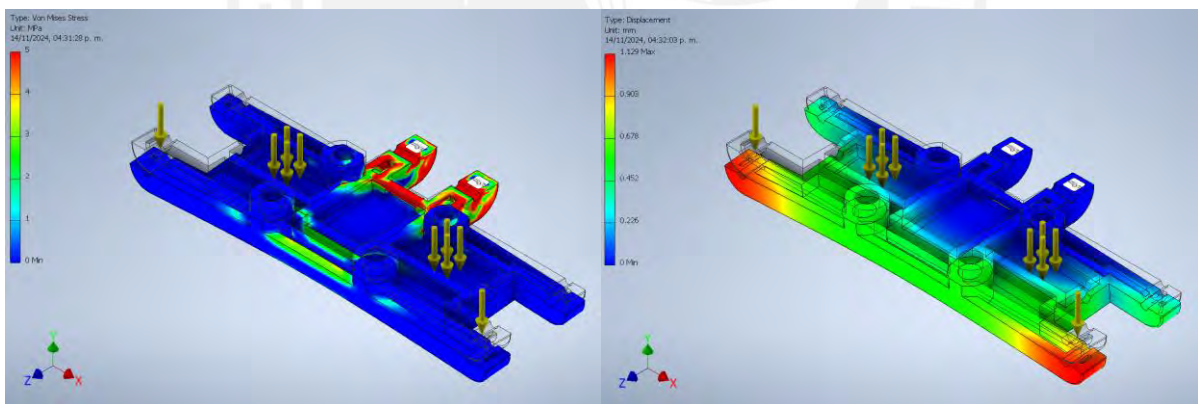 Type: Von Mises Stress
Unit: MPa
14/11/2024, 04:31:28 p. m.
5
4
3
2
1
0 Min
Y
Z
X
Type: Displacement
Unit: mm
14/11/2024, 04:32:03 p. m.
1.129 Max
0.903
0.678
0.452
0.226
0 Min
Y
Z
X